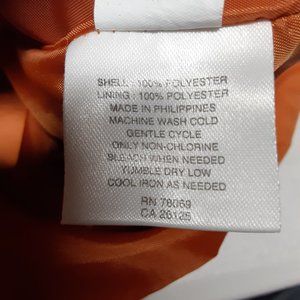 SHELL : 100% POLYESTER
LINING : 100% POLYESTER
MADE IN PHILIPPINES
MACHINE WASH COLD
GENTLE CYCLE
ONLY NON-CHLORINE
BLEACH WHEN NEEDED
TUMBLE DRY LOW
COOL IRON AS NEEDED
RN 78069
CA 26125